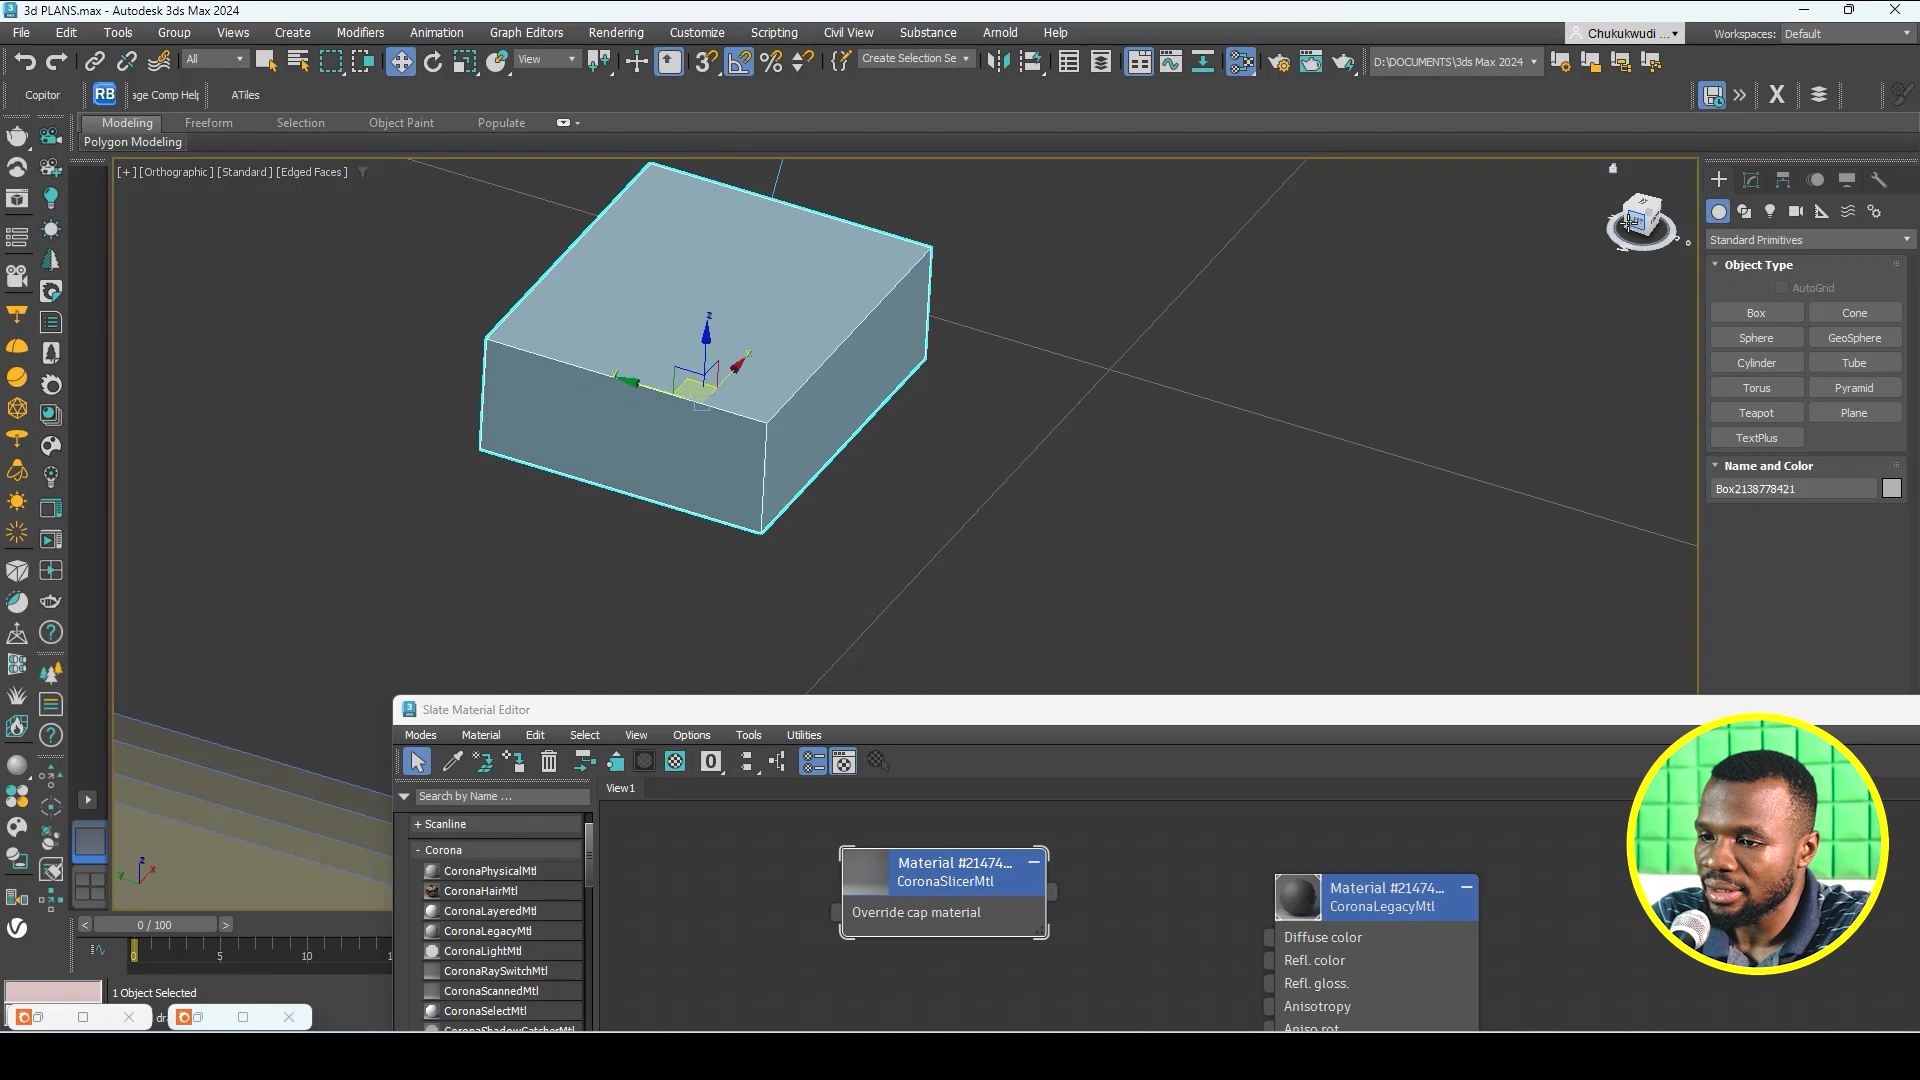 3d PLANS.max - Autodesk 3ds Max 2024
File Edit Tools Group Views Create Modifiers Animation Graph Editors Rendering Customize Scripting Civil View Substance Arnold Help
Chukukwudi ...
Workspaces: Default
All
View
Create Selection Se
D:\DOCUMENTS\3ds Max 2024
Copitor
RB
age Comp Help
ATiles
Modeling Freeform Selection Object Paint Populate
Polygon Modeling
[+] [Orthographic] [Standard] [Edged Faces]
Standard Primitives
Object Type
AutoGrid
Box Cone
Sphere GeoSphere
Cylinder Tube
Torus Pyramid
Teapot Plane
TextPlus
Name and Color
Box2138778421
z
x
y
Slate Material Editor
Modes Material Edit Select View Options Tools Utilities
Search by Name ...
View1
+ Scanline
- Corona
CoronaPhysicalMtl
CoronaHairMtl
CoronaLayeredMtl
CoronaLegacyMtl
CoronaLightMtl
CoronaRaySwitchMtl
CoronaScannedMtl
CoronaSelectMtl
CoronaShadowCatcherMtl
Material #21474...
CoronaSlicerMtl
Override cap material
Material #21474...
CoronaLegacyMtl
Diffuse color
Refl. color
Refl. gloss.
Anisotropy
Aniso rot.
z
x
y
0 / 100
0 5 10
1 Object Selected
dr